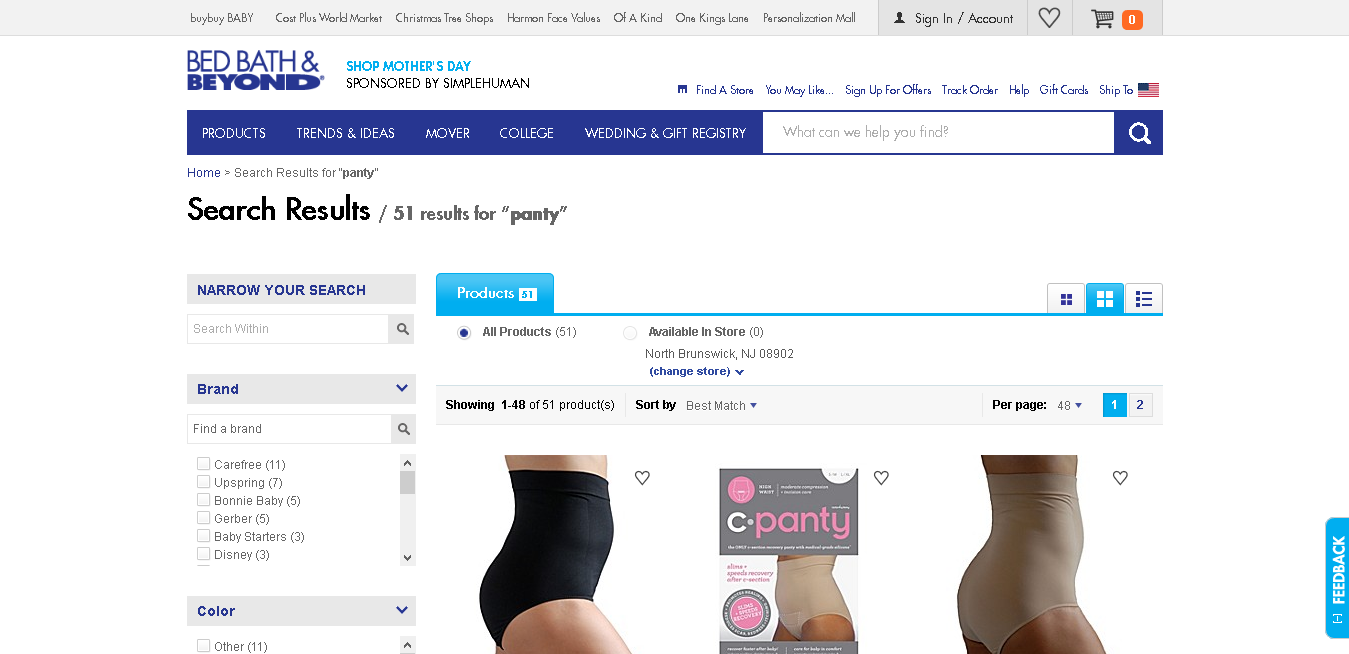 buybuy BABY Cost Plus World Market Christmas Tree Shops Harmon Face Values Of A Kind One Kings Lane Personalization Mall Sign In / Account 0
BED BATH &
BEYOND®
SHOP MOTHER'S DAY
SPONSORED BY SIMPLEHUMAN
Find A Store You May Like... Sign Up For Offers Track Order Help Gift Cards Ship To
PRODUCTS TRENDS & IDEAS MOVER COLLEGE WEDDING & GIFT REGISTRY What can we help you find?
Home > Search Results for "panty"
Search Results / 51 results for "panty"
NARROW YOUR SEARCH
Search Within
Brand
Find a brand
Carefree (11)
Upspring (7)
Bonnie Baby (5)
Gerber (5)
Baby Starters (3)
Disney (3)
Color
Other (11)
Products 51
All Products (51) Available In Store (0)
North Brunswick, NJ 08902
(change store)
Showing 1-48 of 51 product(s) Sort by Best Match Per page: 48 1 2
HIGH WAIST
moderate compression
+ incision care
c·panty
the ONLY c-section recovery panty with medical-grade silicone
slims +
speeds recovery
after c-section
SLIMS +
SPEEDS
RECOVERY
recover faster after baby! care for baby in comfort
FEEDBACK